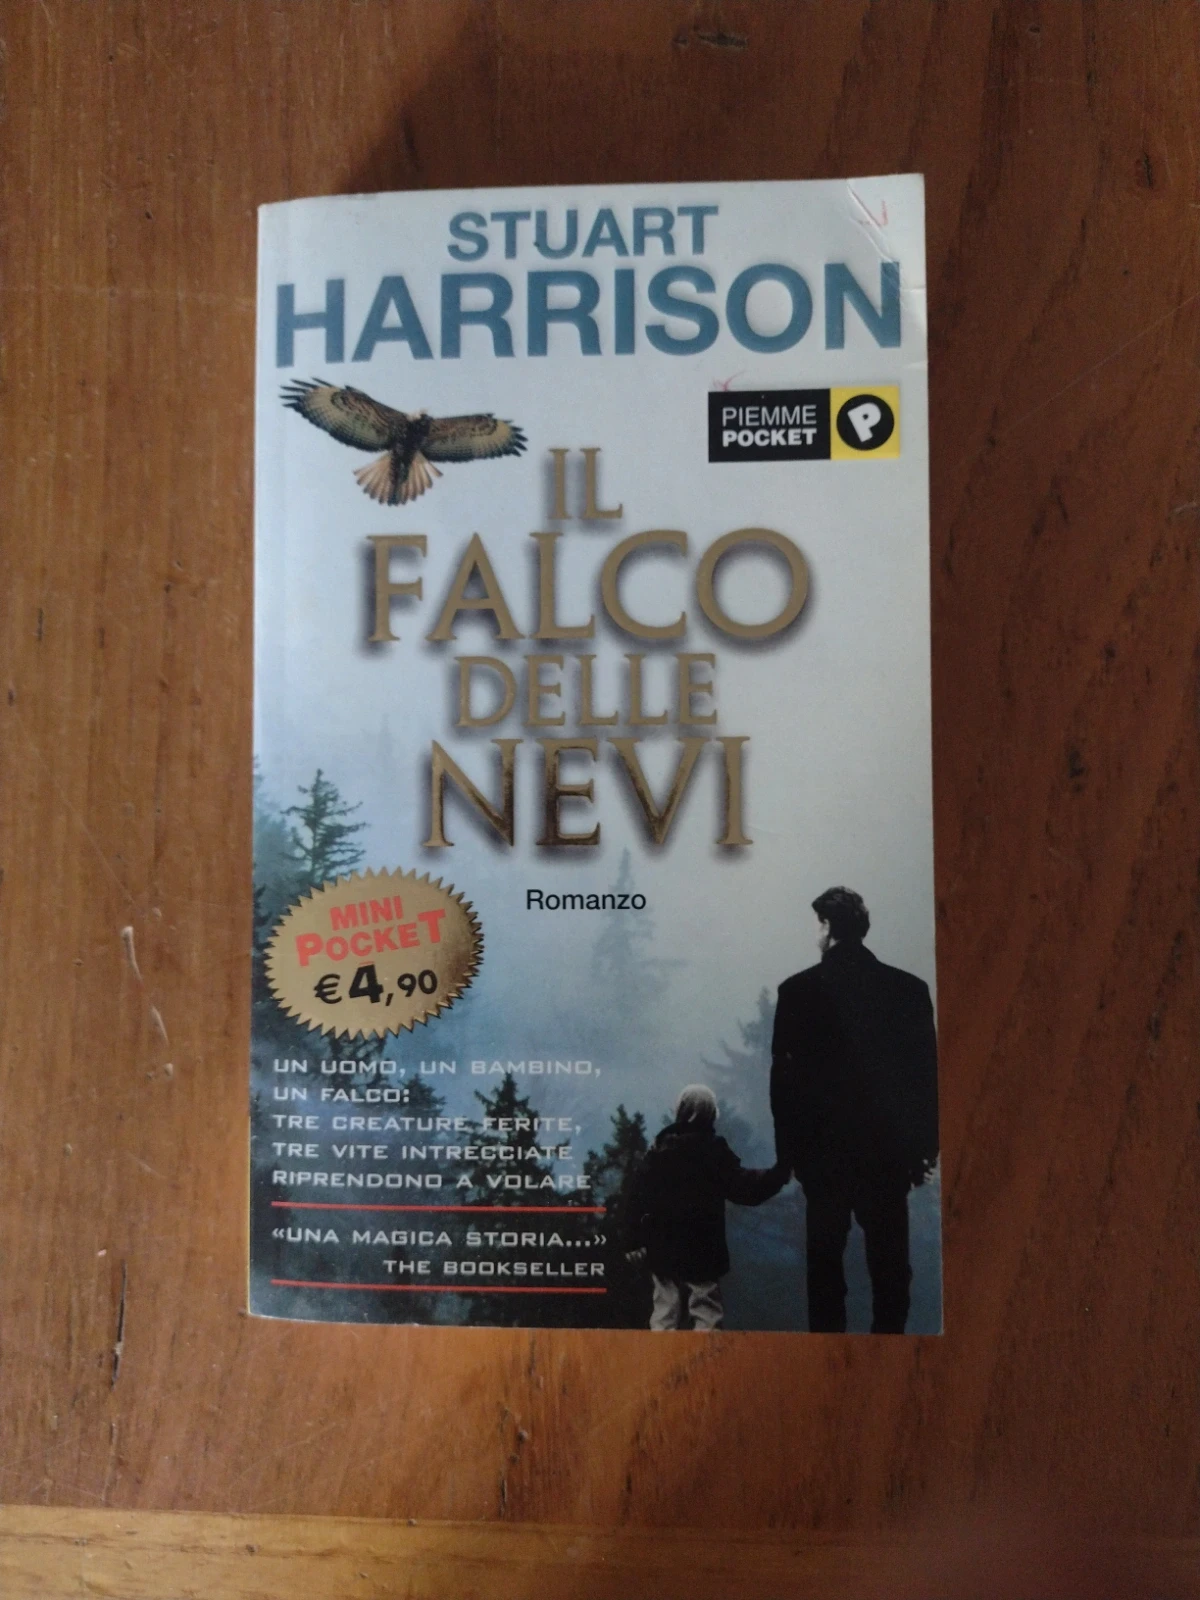 STUART
HARRISON
PIEMME
POCKET
P
IL
FALCO
DELLE
NEVI
Romanzo
MINI
POCKET
€ 4,90
UN UOMO, UN BAMBINO,
UN FALCO:
TRE CREATURE FERITE,
TRE VITE INTRECCIATE
RIPRENDONO A VOLARE
«UNA MAGICA STORIA...»
THE BOOKSELLER